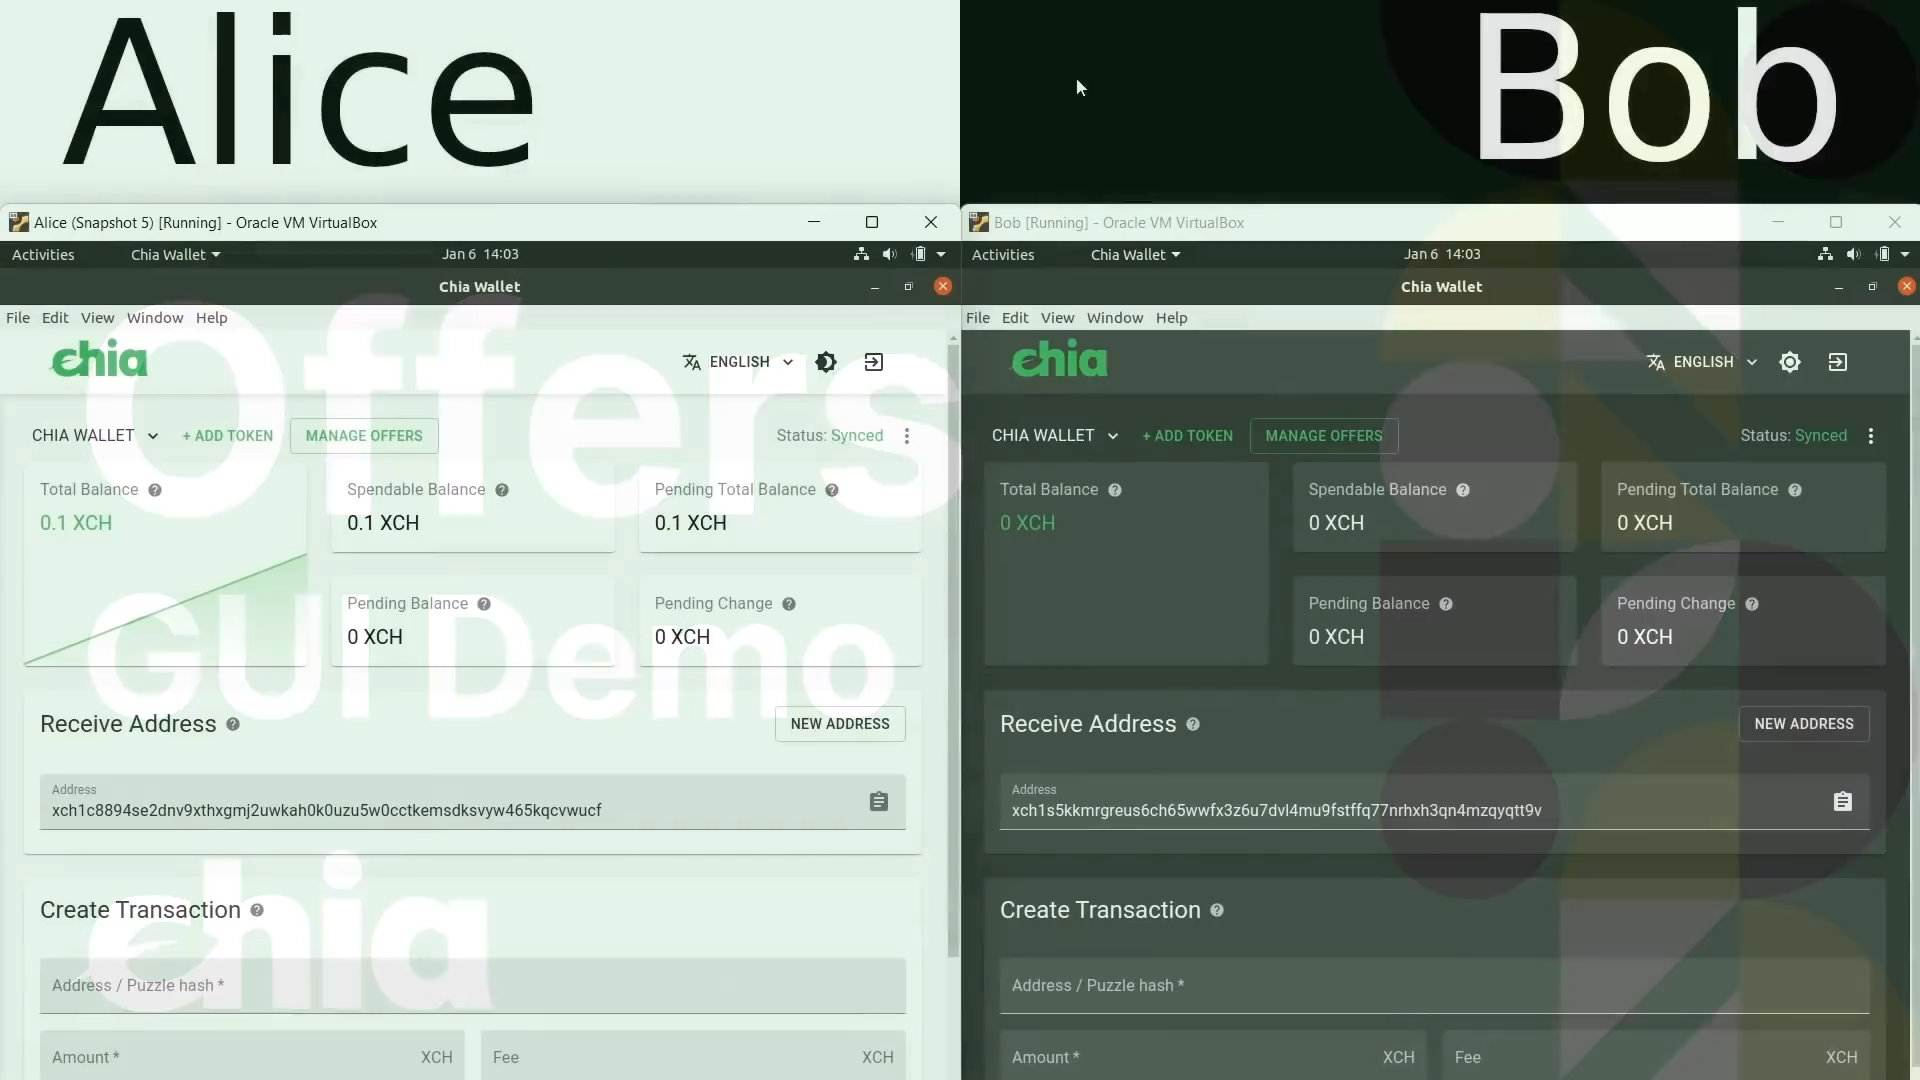 Alice
Bob
Alice (Snapshot 5) [Running] - Oracle VM VirtualBox
Activities
Chia Wallet
Jan 6 14:03
Chia Wallet
File Edit View Window Help
chia
ENGLISH
CHIA WALLET
+ ADD TOKEN
MANAGE OFFERS
Status: Synced
Total Balance
0.1 XCH
Spendable Balance
0.1 XCH
Pending Total Balance
0.1 XCH
Pending Balance
0 XCH
Pending Change
0 XCH
Receive Address
NEW ADDRESS
Address
xch1c8894se2dnv9xthxgmj2uwkah0k0uzu5w0cctkemsdksvyw465kqcvwucf
Create Transaction
Address / Puzzle hash *
Amount *
XCH
Fee
XCH
Offers
GUI Demo
chia
Bob [Running] - Oracle VM VirtualBox
Activities
Chia Wallet
Jan 6 14:03
Chia Wallet
File Edit View Window Help
chia
ENGLISH
CHIA WALLET
+ ADD TOKEN
MANAGE OFFERS
Status: Synced
Total Balance
0 XCH
Spendable Balance
0 XCH
Pending Total Balance
0 XCH
Pending Balance
0 XCH
Pending Change
0 XCH
Receive Address
NEW ADDRESS
Address
xch1s5kkmrgreus6ch65wwfx3z6u7dvl4mu9fstffq77nrhxh3qn4mzqyqtt9v
Create Transaction
Address / Puzzle hash *
Amount *
XCH
Fee
XCH